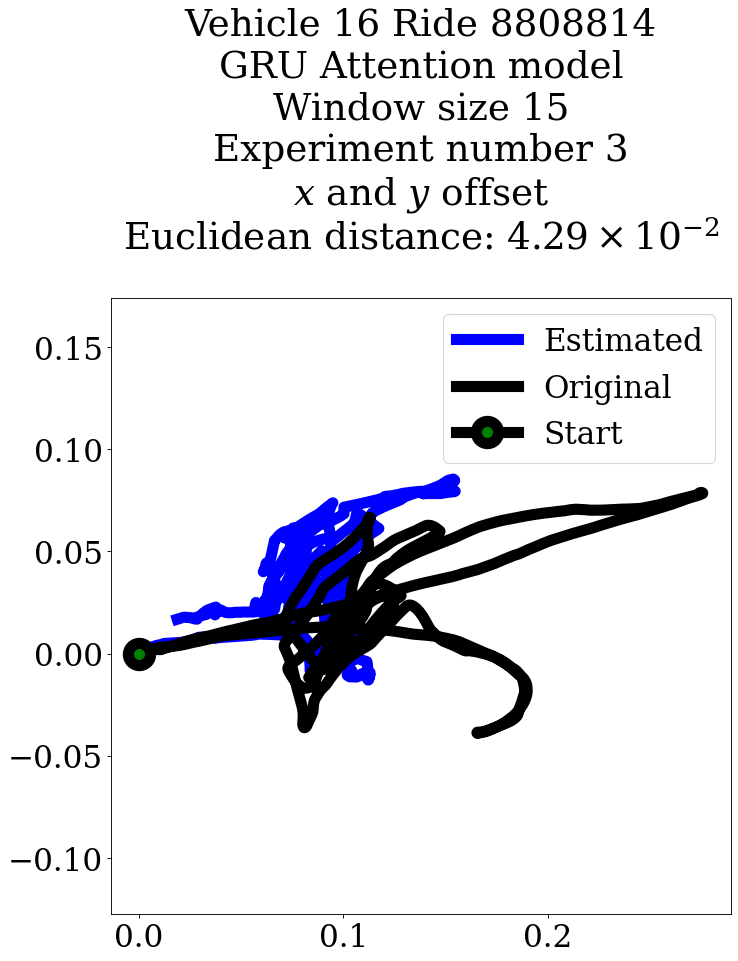 Vehicle 16 Ride 8808814
GRU Attention model
Window size 15
Experiment number 3
x and y offset
Euclidean distance: 4.29 × 10⁻²
Estimated
Original
Start
0.15
0.10
0.05
0.00
−0.05
−0.10
0.0 0.1 0.2